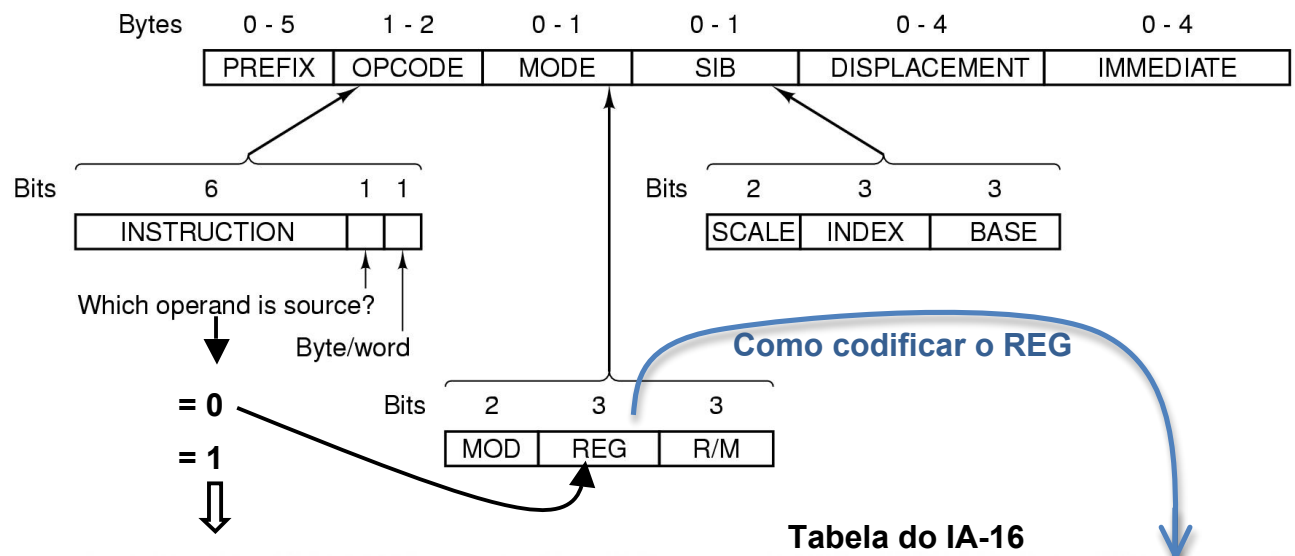 Bytes 0 - 5 1 - 2 0 - 1 0 - 1 0 - 4 0 - 4
PREFIX OPCODE MODE SIB DISPLACEMENT IMMEDIATE
Bits 6 1 1 Bits 2 3 3
INSTRUCTION SCALE INDEX BASE
Which operand is source?
Byte/word Como codificar o REG
= 0 Bits 2 3 3
= 1 MOD REG R/M
Tabela do IA-16